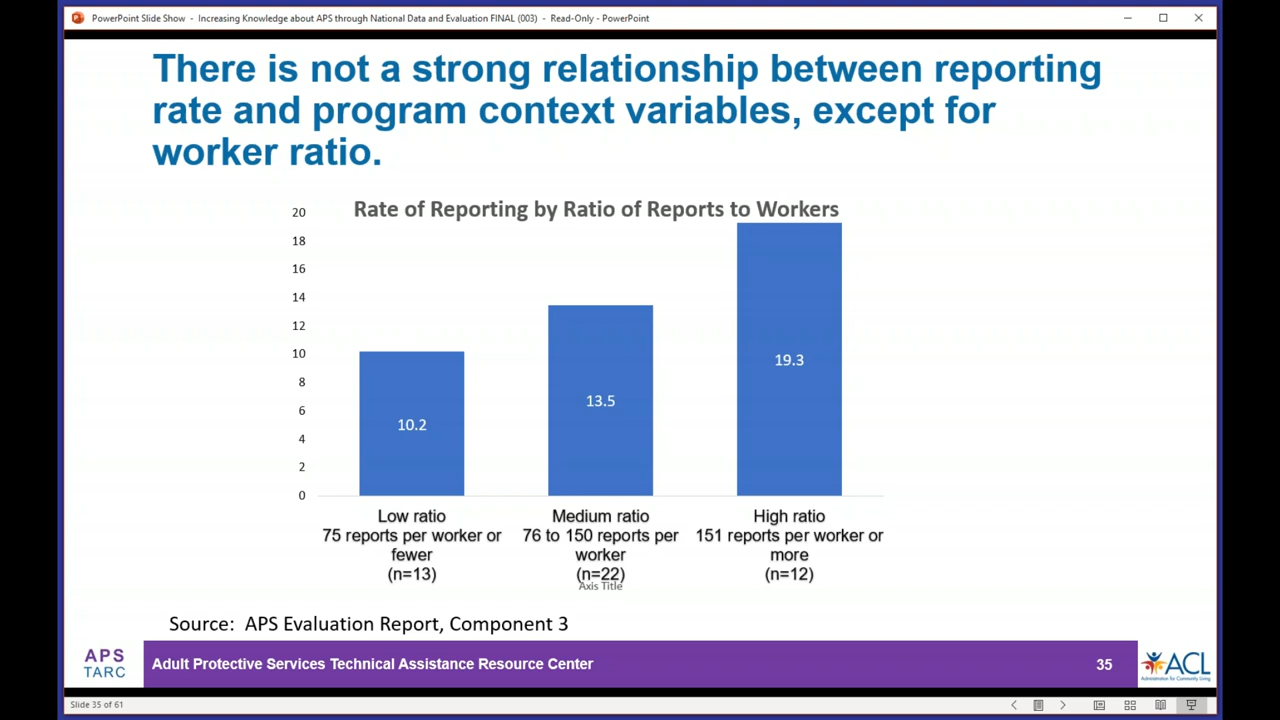 PowerPoint Slide Show - Increasing Knowledge about APS through National Data and Evaluation FINAL (003) - Read-Only - PowerPoint
There is not a strong relationship between reporting
rate and program context variables, except for
worker ratio.
Rate of Reporting by Ratio of Reports to Workers
20
18
16
14
12
10
8
6
4
2
0
10.2
13.5
19.3
Low ratio
75 reports per worker or
fewer
(n=13)
Medium ratio
76 to 150 reports per
worker
(n=22)
High ratio
151 reports per worker or
more
(n=12)
Axis Title
Source: APS Evaluation Report, Component 3
APS
TARC
Adult Protective Services Technical Assistance Resource Center
35
ACL
Administration for Community Living
Slide 35 of 61